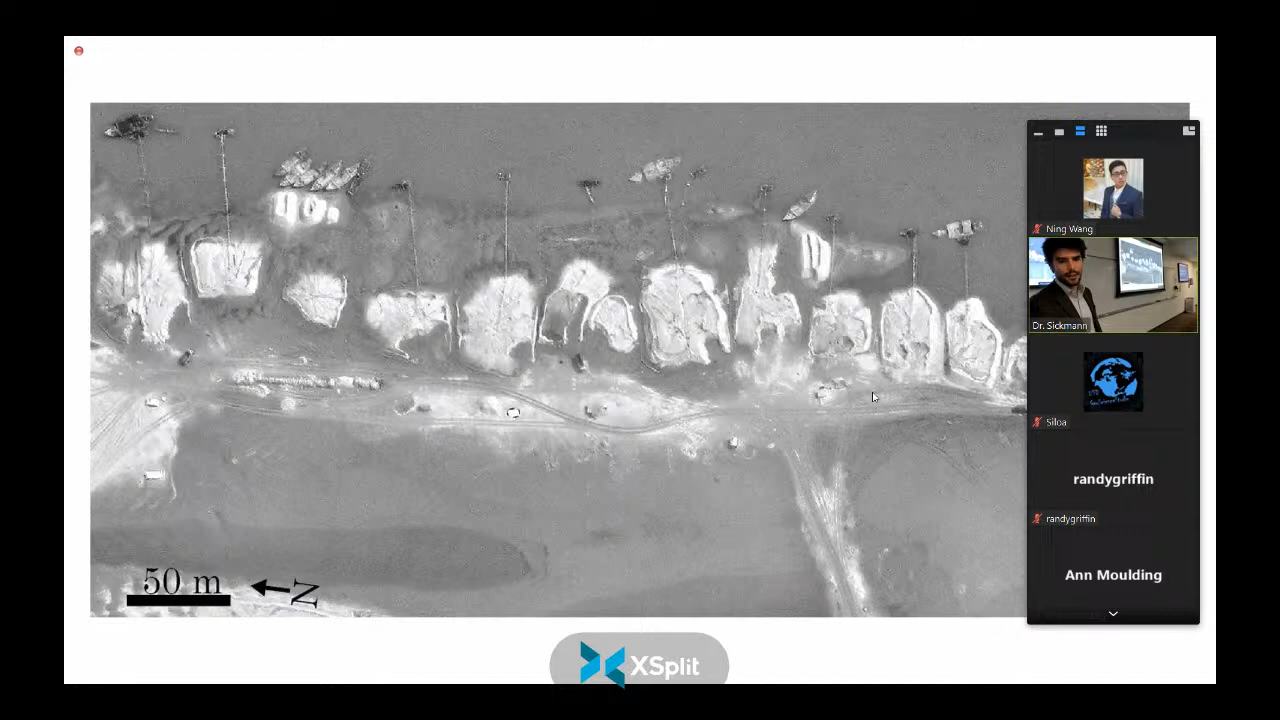 Ning Wang
Dr. Sickmann
Siloa
randygriffin
randygriffin
Ann Moulding
50 m
N
XSplit